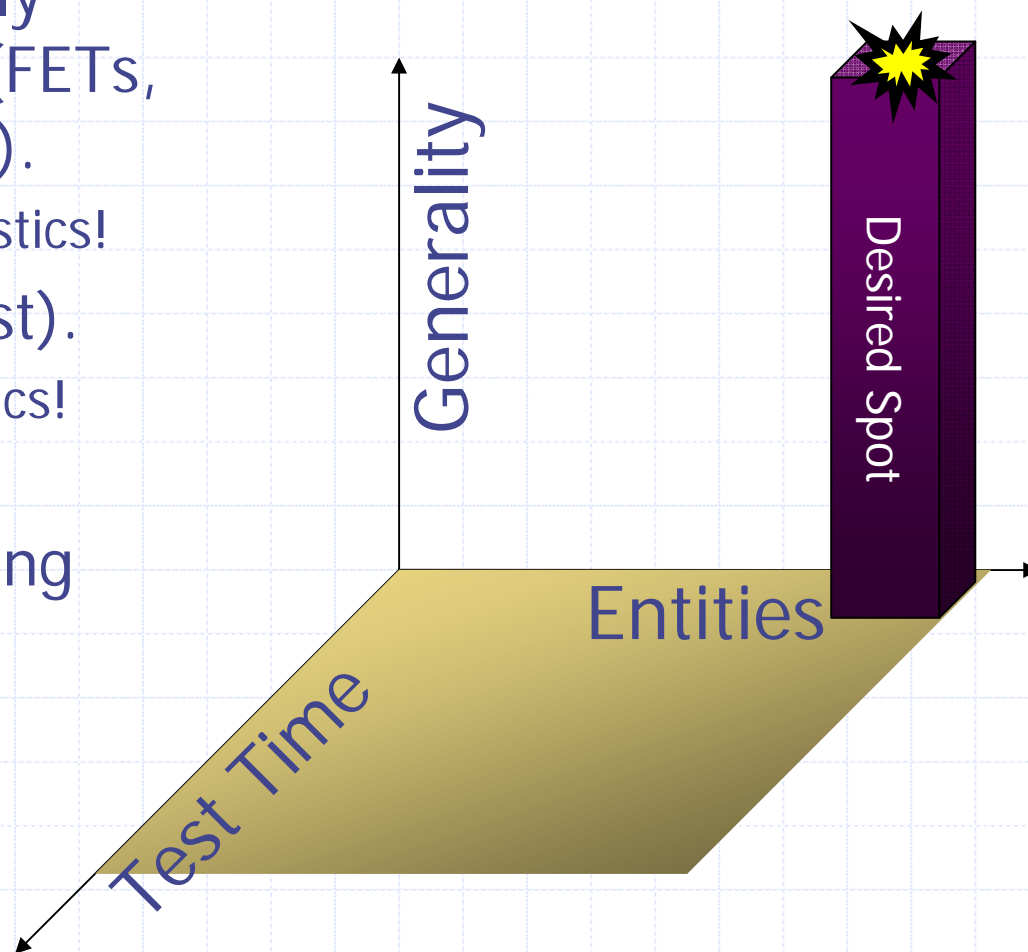 (FETs,
).
stics!
st).
cs!
ng
Generality
Desired Spot
Entities
Test Time